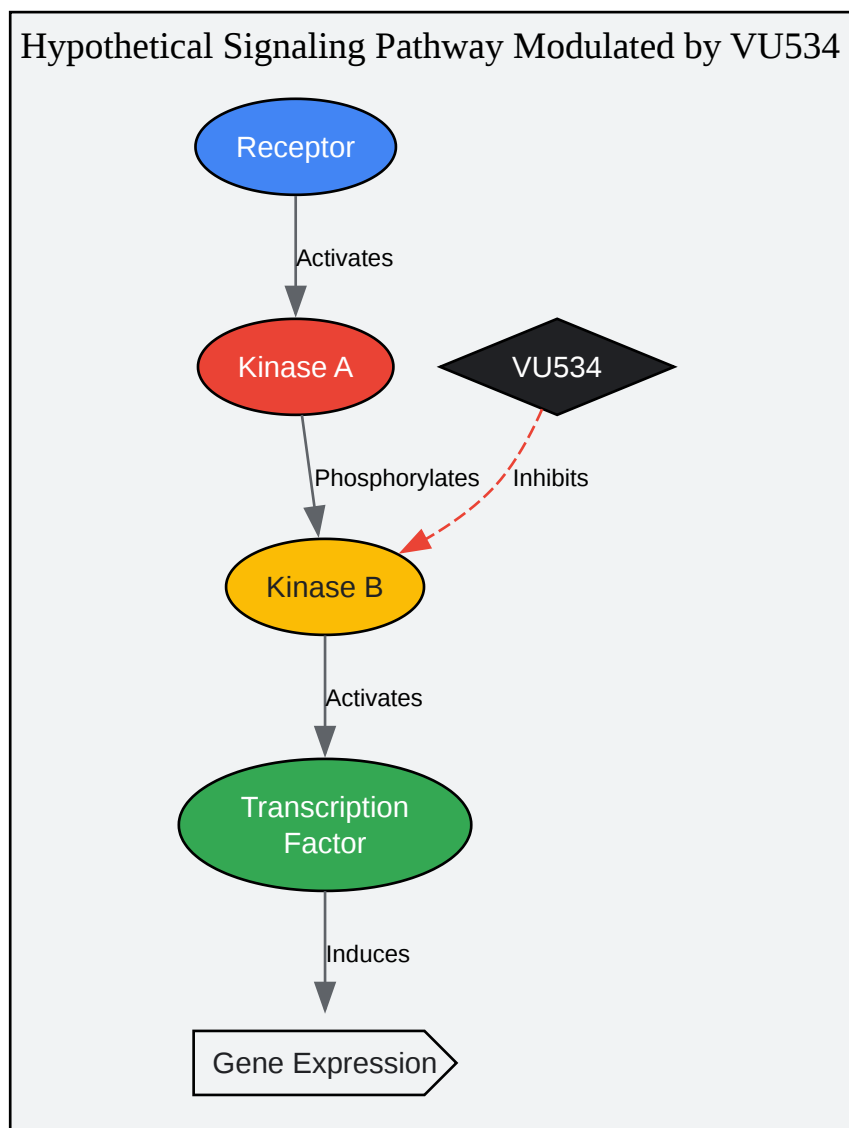 Hypothetical Signaling Pathway Modulated by VU534
Receptor
Activates
Kinase A
VU534
Phosphorylates
Inhibits
Kinase B
Activates
Transcription
Factor
Induces
Gene Expression